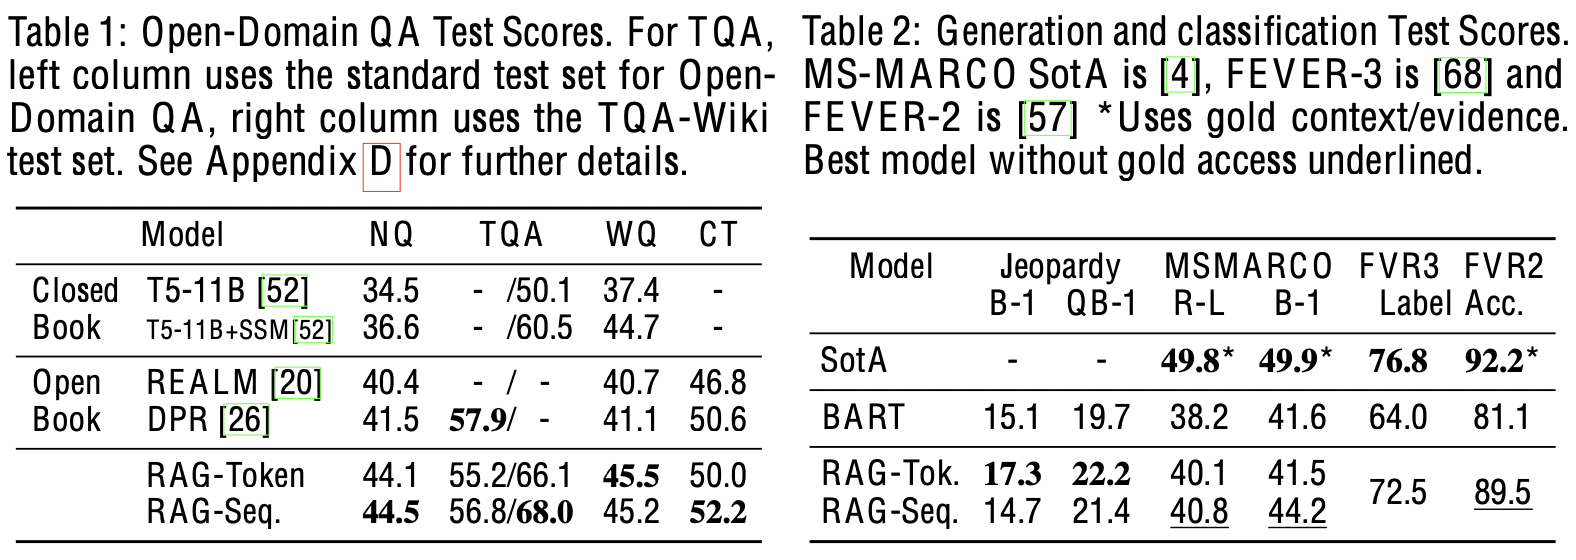 Table 1: Open-Domain QA Test Scores. For TQA,
left column uses the standard test set for Open-
Domain QA, right column uses the TQA-Wiki
test set. See Appendix D for further details.
Model NQ TQA WQ CT
Closed T5-11B [52] 34.5 - /50.1 37.4 -
Book T5-11B+SSM[52] 36.6 - /60.5 44.7 -
Open REALM [20] 40.4 - / - 40.7 46.8
Book DPR [26] 41.5 57.9/ - 41.1 50.6
RAG-Token 44.1 55.2/66.1 45.5 50.0
RAG-Seq. 44.5 56.8/68.0 45.2 52.2
Table 2: Generation and classification Test Scores.
MS-MARCO SotA is [4], FEVER-3 is [68] and
FEVER-2 is [57] *Uses gold context/evidence.
Best model without gold access underlined.
Model Jeopardy MSMARCO FVR3 FVR2
B-1 QB-1 R-L B-1 Label Acc.
SotA - - 49.8* 49.9* 76.8 92.2*
BART 15.1 19.7 38.2 41.6 64.0 81.1
RAG-Tok. 17.3 22.2 40.1 41.5
72.5 89.5
RAG-Seq. 14.7 21.4 40.8 44.2